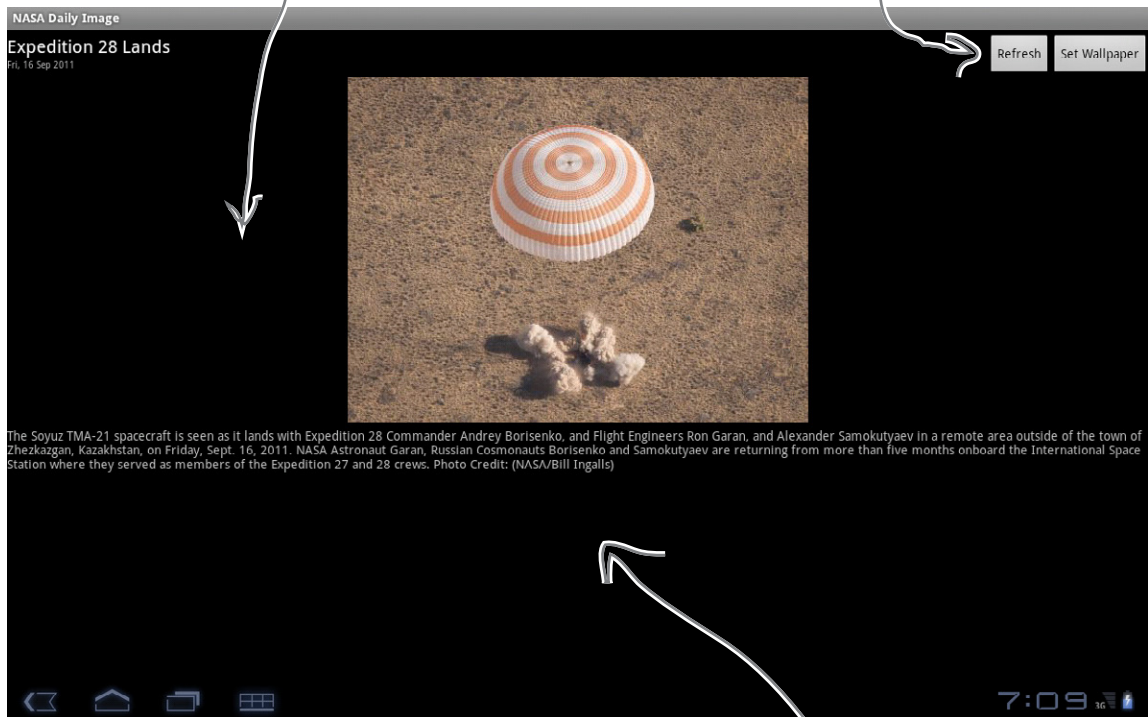 NASA Daily Image
Expedition 28 Lands
Fri, 16 Sep 2011
Refresh
Set Wallpaper
The Soyuz TMA-21 spacecraft is seen as it lands with Expedition 28 Commander Andrey Borisenko, and Flight Engineers Ron Garan, and Alexander Samokutyaev in a remote area outside of the town of
Zhezkazgan, Kazakhstan, on Friday, Sept. 16, 2011. NASA Astronaut Garan, Russian Cosmonauts Borisenko and Samokutyaev are returning from more than five months onboard the International Space
Station where they served as members of the Expedition 27 and 28 crews. Photo Credit: (NASA/Bill Ingalls)
7:09
3G